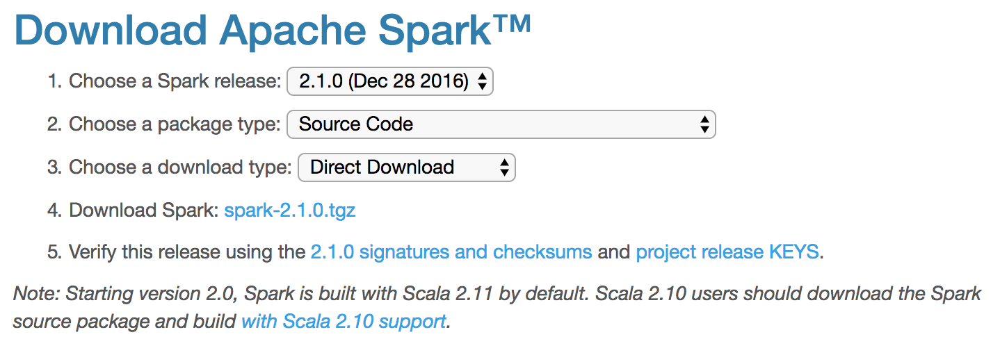 Download Apache Spark™
1. Choose a Spark release: 2.1.0 (Dec 28 2016)
2. Choose a package type: Source Code
3. Choose a download type: Direct Download
4. Download Spark: spark-2.1.0.tgz
5. Verify this release using the 2.1.0 signatures and checksums and project release KEYS.
Note: Starting version 2.0, Spark is built with Scala 2.11 by default. Scala 2.10 users should download the Spark
source package and build with Scala 2.10 support.